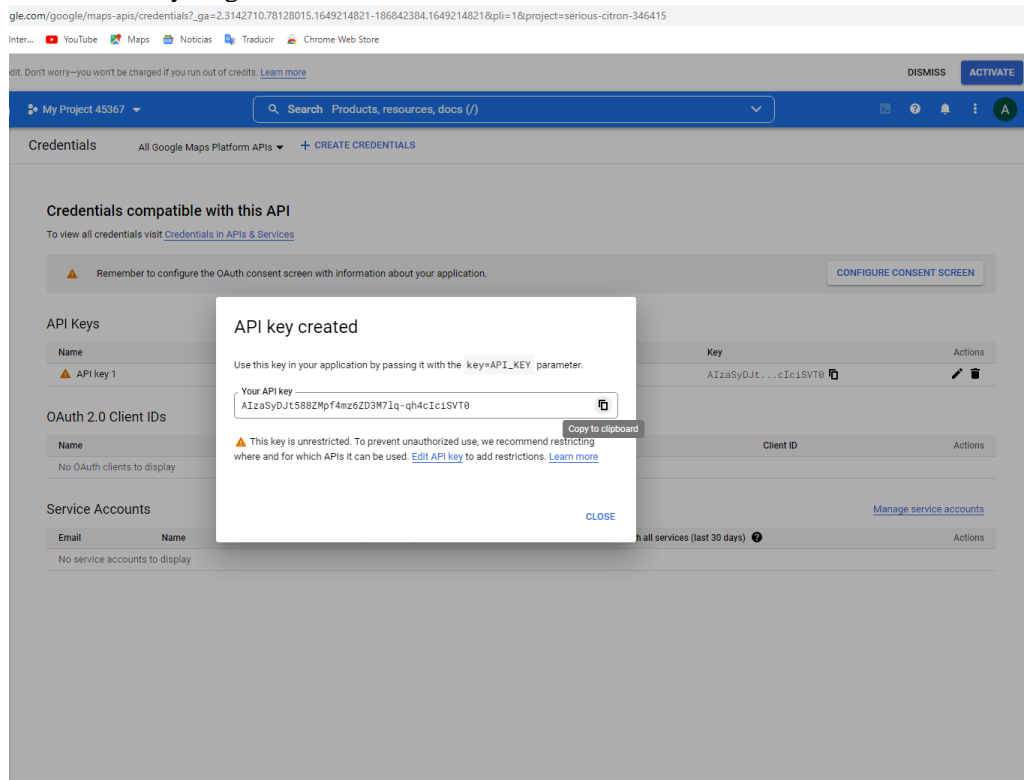 gle.com/google/maps-apis/credentials?_ga=2.3142710.78128015.1649214821-186842384.1649214821&pli=1&project=serious-citron-346415
Inter... YouTube Maps Noticias Traducir Chrome Web Store
edit. Don't worry—you won't be charged if you run out of credits. Learn more DISMISS ACTIVATE
My Project 45367 Search Products, resources, docs (/) A
Credentials All Google Maps Platform APIs + CREATE CREDENTIALS
Credentials compatible with this API
To view all credentials visit Credentials in APIs & Services
Remember to configure the OAuth consent screen with information about your application. CONFIGURE CONSENT SCREEN
API Keys
Name Key Actions
API key 1 AIzaSyDJt...cIciSVT0
OAuth 2.0 Client IDs
Name Client ID Actions
No OAuth clients to display
Service Accounts Manage service accounts
Email Name h all services (last 30 days) Actions
No service accounts to display
API key created
Use this key in your application by passing it with the key=API_KEY parameter.
Your API key
AIzaSyDJt588ZMpf4mz6ZD3M7lq-qh4cIciSVT0
Copy to clipboard
This key is unrestricted. To prevent unauthorized use, we recommend restricting
where and for which APIs it can be used. Edit API key to add restrictions. Learn more
CLOSE